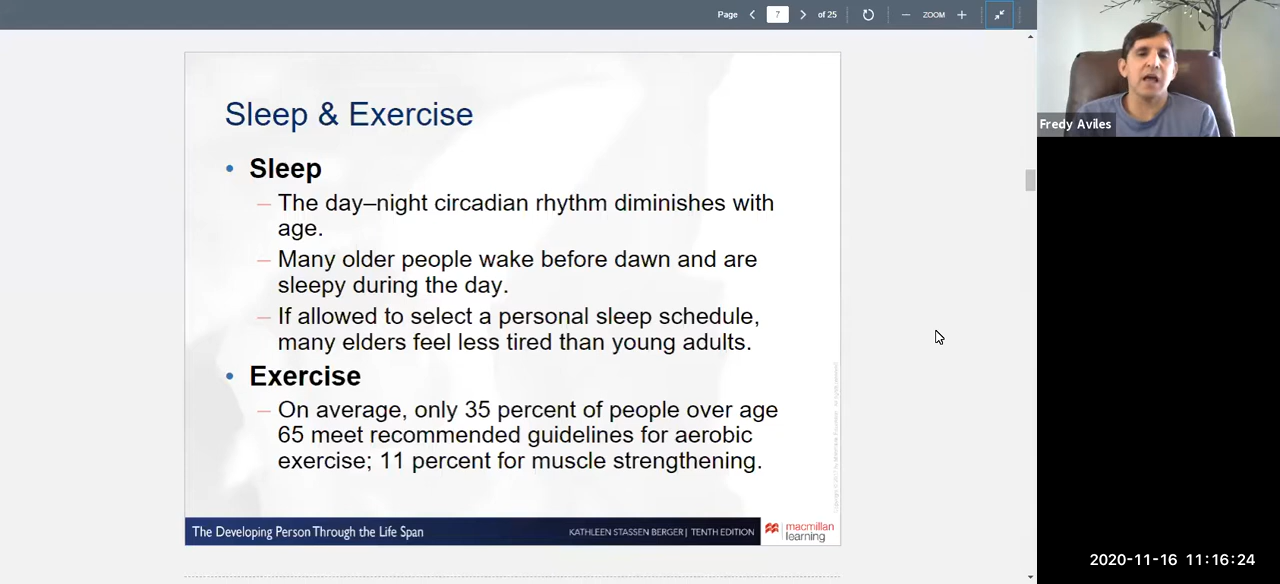 Page 7 of 25 ZOOM
Fredy Aviles
Sleep & Exercise
• Sleep
– The day–night circadian rhythm diminishes with
age.
– Many older people wake before dawn and are
sleepy during the day.
– If allowed to select a personal sleep schedule,
many elders feel less tired than young adults.
• Exercise
– On average, only 35 percent of people over age
65 meet recommended guidelines for aerobic
exercise; 11 percent for muscle strengthening.
The Developing Person Through the Life Span
KATHLEEN STASSEN BERGER | TENTH EDITION
macmillan
learning
2020-11-16 11:16:24